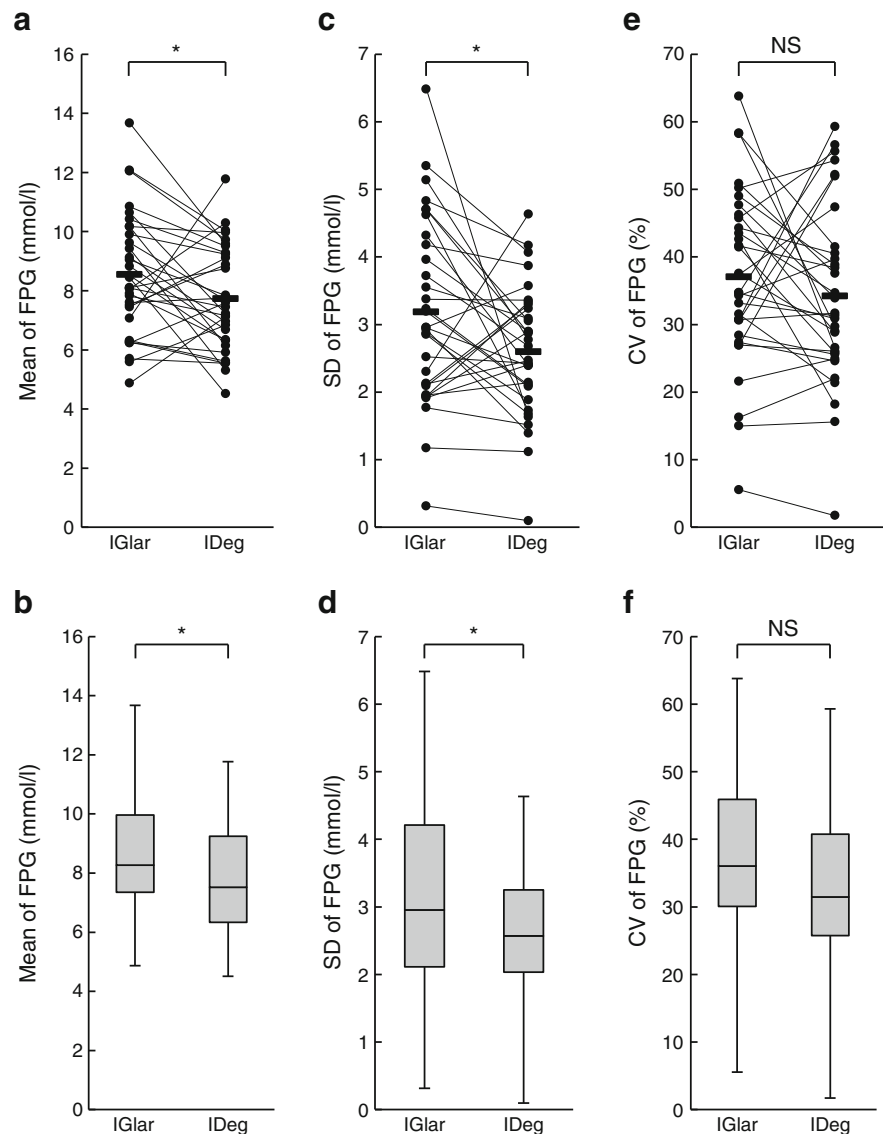 a
Mean of FPG (mmol/l)
16
14
12
10
8
6
4
2
0
*
IGlar
IDeg
c
SD of FPG (mmol/l)
7
6
5
4
3
2
1
0
*
IGlar
IDeg
e
CV of FPG (%)
70
60
50
40
30
20
10
0
NS
IGlar
IDeg
b
Mean of FPG (mmol/l)
16
14
12
10
8
6
4
2
0
*
IGlar
IDeg
d
SD of FPG (mmol/l)
7
6
5
4
3
2
1
0
*
IGlar
IDeg
f
CV of FPG (%)
70
60
50
40
30
20
10
0
NS
IGlar
IDeg